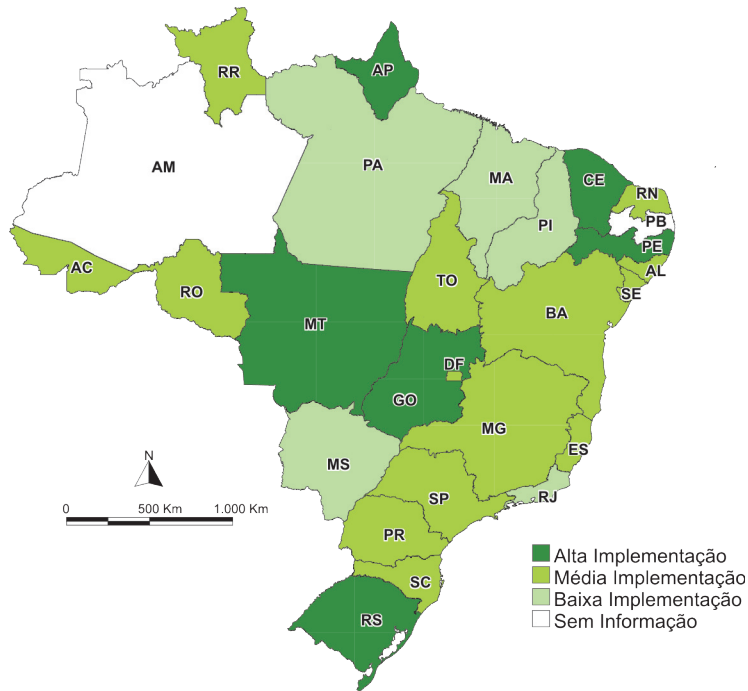 RR
AP
AM
PA
MA
CE
RN
PB
PI
PE
AC
RO
TO
AL
SE
MT
BA
DF
GO
MG
ES
MS
N
SP
RJ
0 500 Km 1.000 Km
PR
SC
RS
Alta Implementação
Média Implementação
Baixa Implementação
Sem Informação